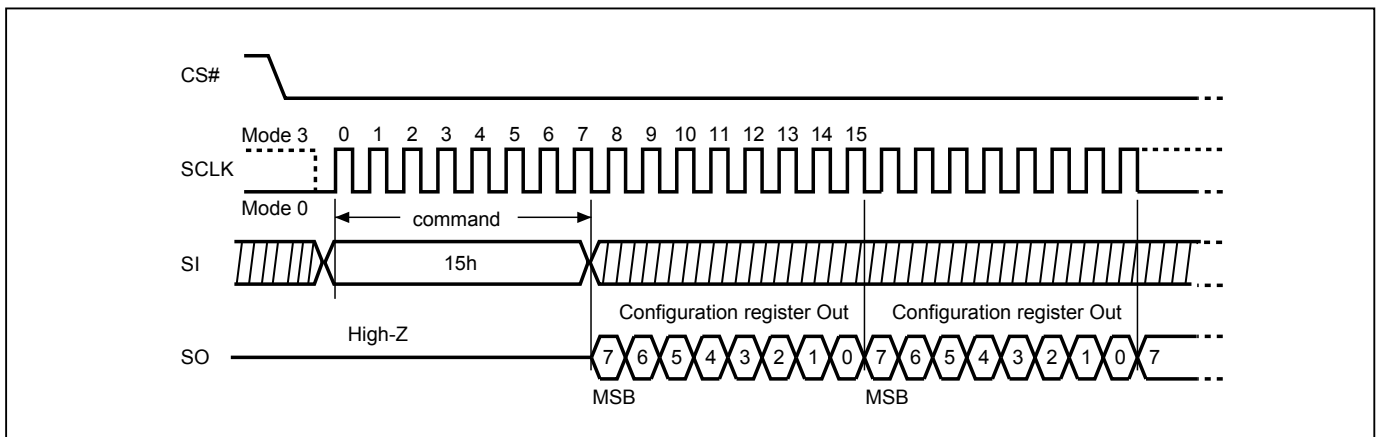 CS#
Mode 3 0 1 2 3 4 5 6 7 8 9 10 11 12 13 14 15
SCLK
Mode 0
command
SI 15h
Configuration register Out Configuration register Out
High-Z
SO 7 6 5 4 3 2 1 0 7 6 5 4 3 2 1 0 7
MSB MSB